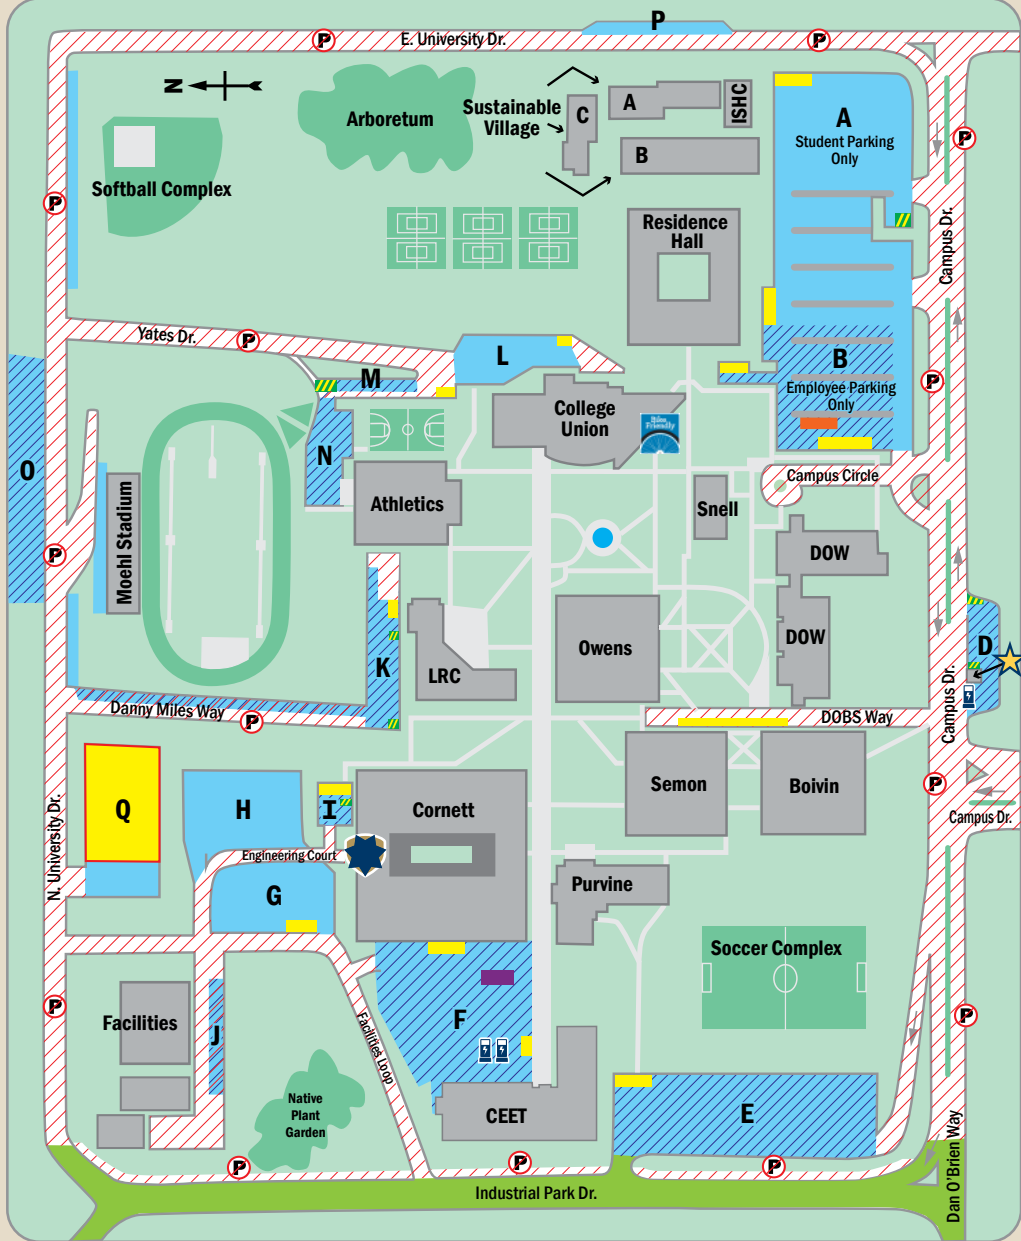 P
E. University Dr.
P
P
N
Arboretum
Sustainable
Village
C
A
B
ISHC
A
Student Parking
Only
P
Softball Complex
P
Residence
Hall
Campus Dr.
Yates Dr.
P
L
M
B
Employee Parking
Only
P
College
Union
Friendly
O
N
Athletics
Snell
Campus Circle
Moehl Stadium
P
DOW
DOW
Owens
LRC
K
D
Danny Miles Way
P
DOBS Way
Campus Dr.
Q
H
I
Cornett
Semon
Boivin
P
Campus Dr.
N. University Dr.
Engineering Court
G
Purvine
Soccer Complex
P
P
Facilities
J
F
Facilities Loop
Native
Plant
Garden
CEET
E
P
P
P
Industrial Park Dr.
Dan O'Brien Way